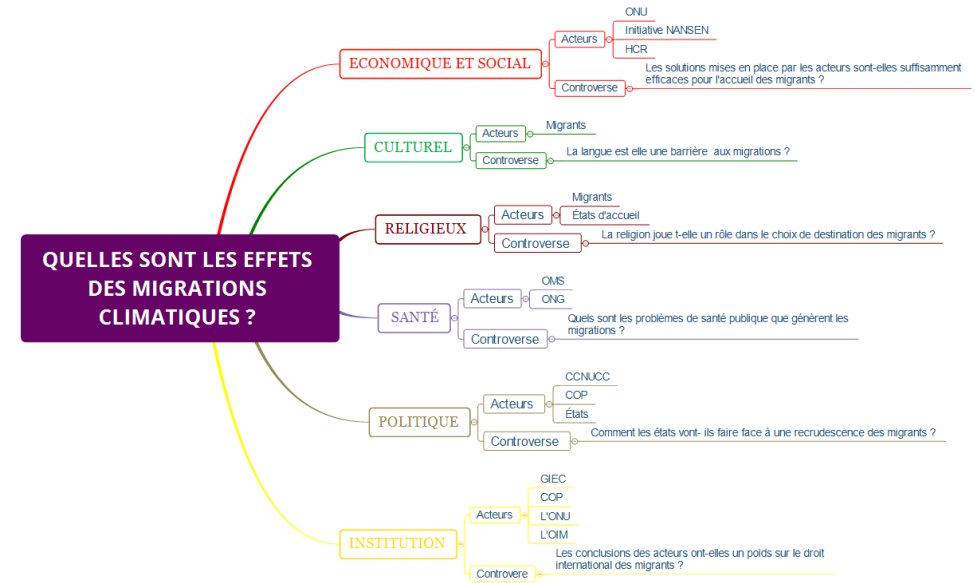 QUELLES SONT LES EFFETS
DES MIGRATIONS
CLIMATIQUES ?
ECONOMIQUE ET SOCIAL
Acteurs
ONU
Initiative NANSEN
HCR
Controverse
Les solutions mises en place par les acteurs sont-elles suffisamment
efficaces pour l'accueil des migrants ?
CULTUREL
Acteurs
Migrants
Controverse
La langue est elle une barrière aux migrations ?
RELIGIEUX
Acteurs
Migrants
États d'accueil
Controverse
La religion joue t-elle un rôle dans le choix de destination des migrants ?
SANTÉ
Acteurs
OMS
ONG
Controverse
Quels sont les problèmes de santé publique que génèrent les
migrations ?
POLITIQUE
Acteurs
CCNUCC
COP
États
Controverse
Comment les états vont- ils faire face à une recrudescence des migrants ?
INSTITUTION
Acteurs
GIEC
COP
L'ONU
L'OIM
Controvere
Les conclusions des acteurs ont-elles un poids sur le droit
international des migrants ?